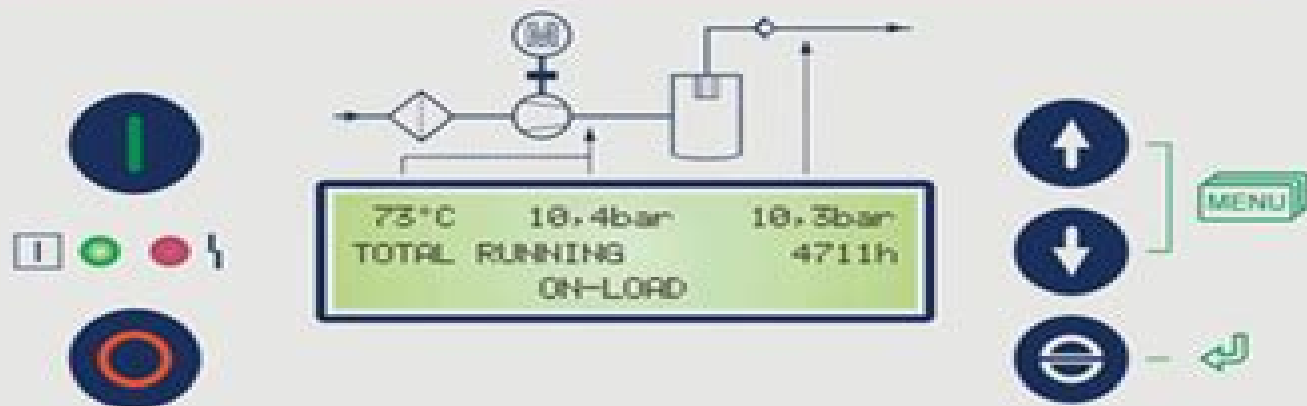 M
73°C 10,4bar 10,3bar
TOTAL RUNNING 4711h
ON-LOAD
I
MENU